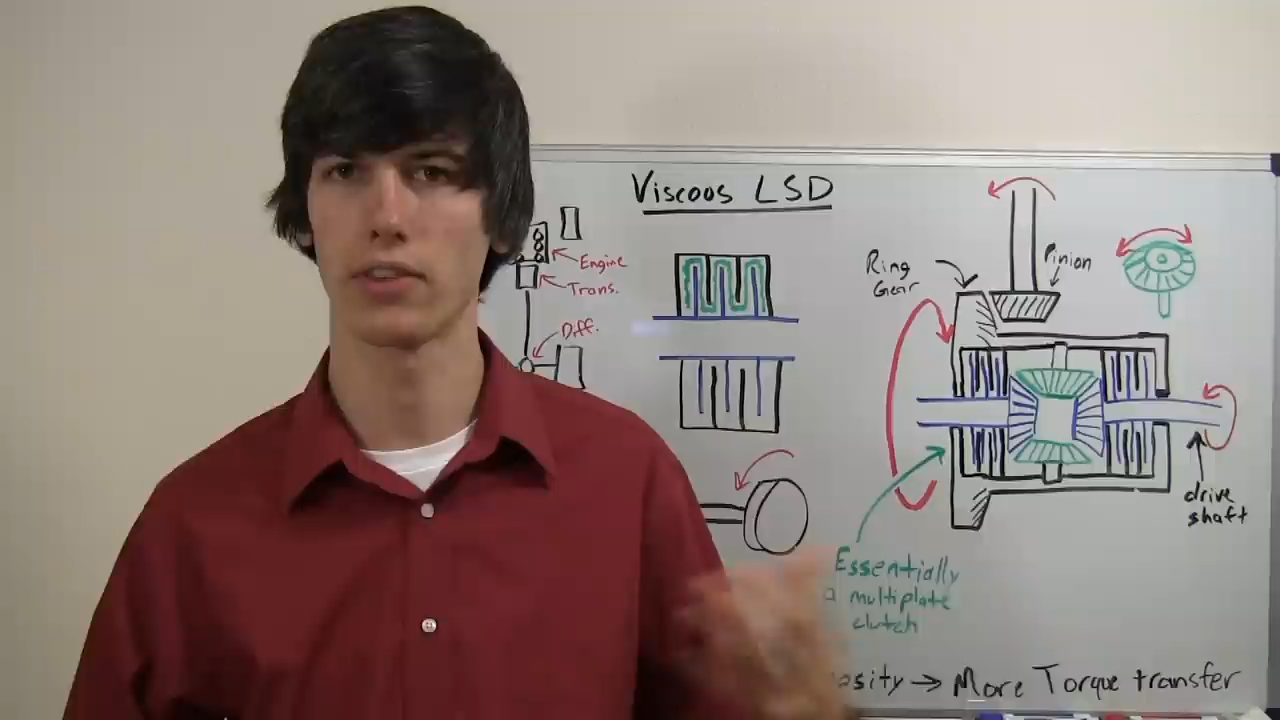 Viscous LSD
Engine
Trans.
Diff.
Ring
Gear
Pinion
drive
shaft
Essentially
a multiplate
clutch
More Torque transfer